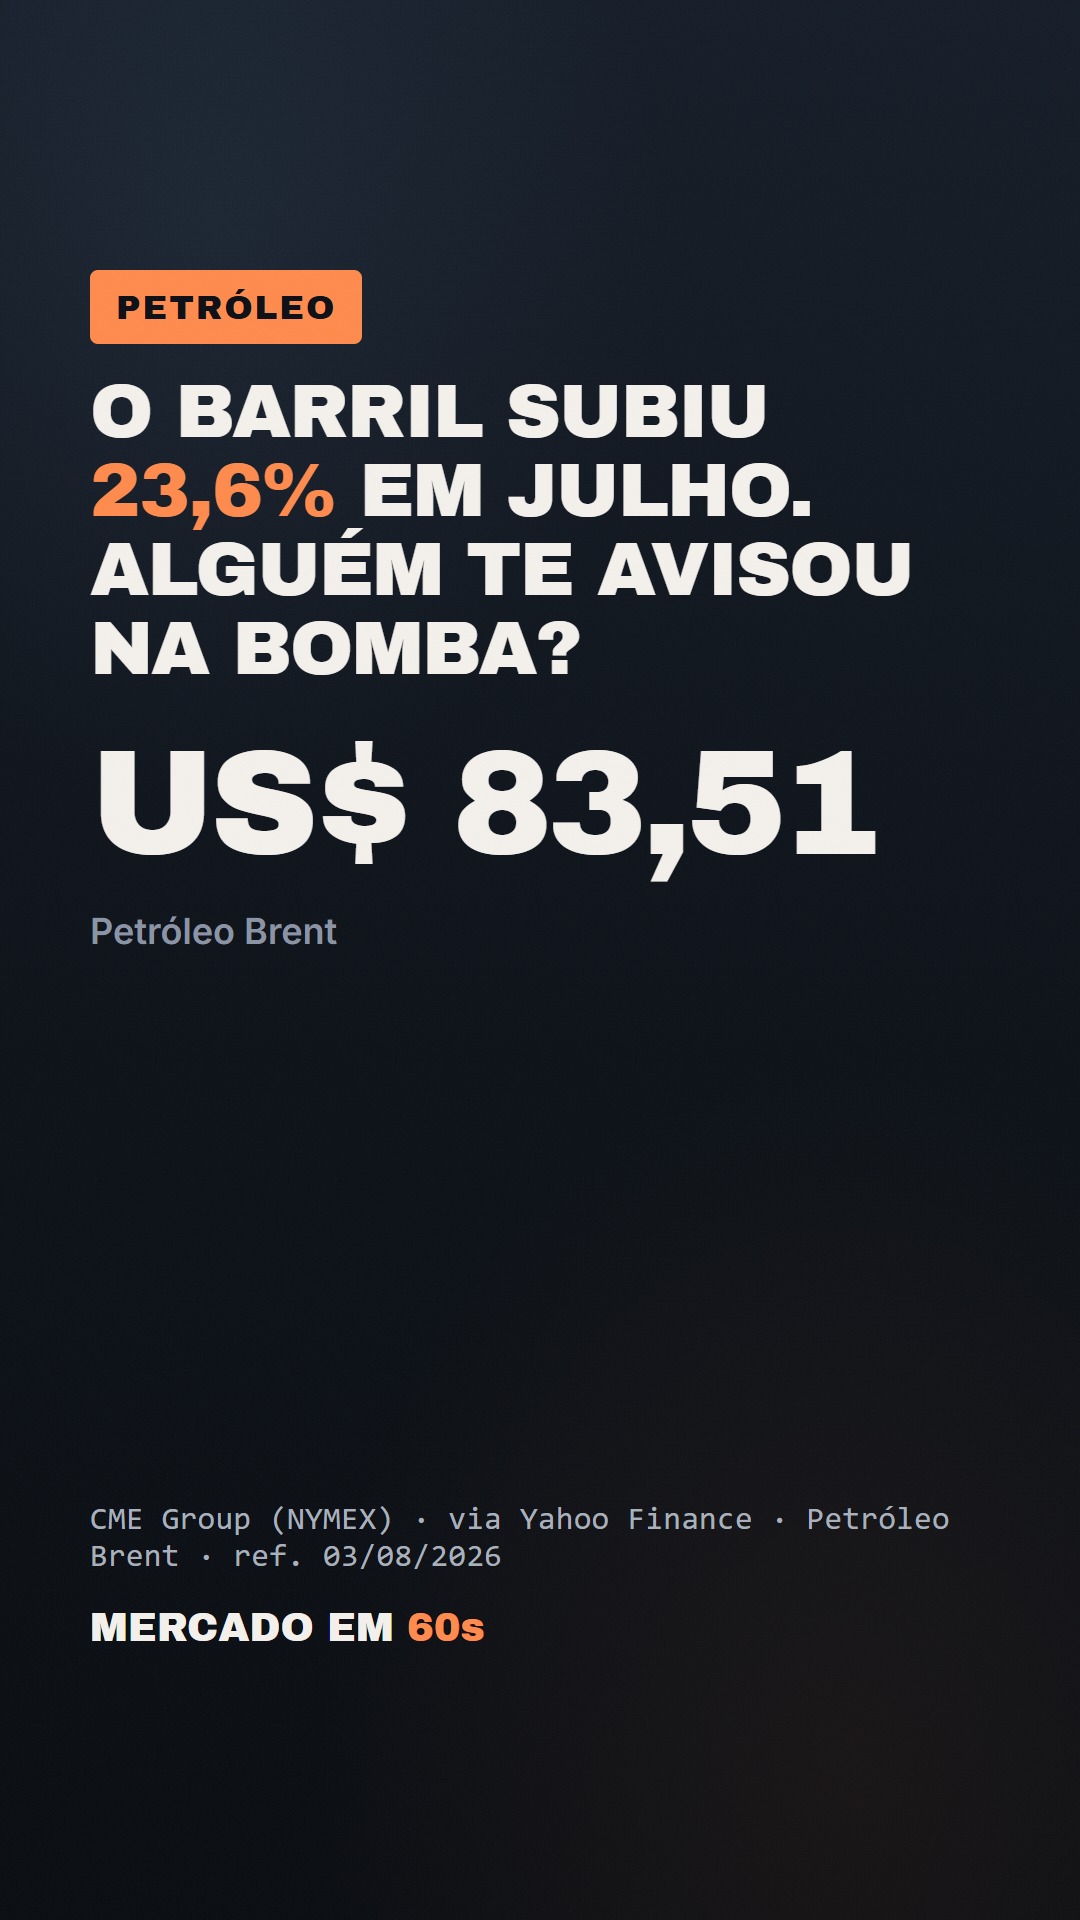 PETRÓLEO
O BARRIL SUBIU
23,6% EM JULHO.
ALGUÉM TE AVISOU
NA BOMBA?
US$ 83,51
Petróleo Brent
CME Group (NYMEX) · via Yahoo Finance · Petróleo
Brent · ref. 03/08/2026
MERCADO EM 60s